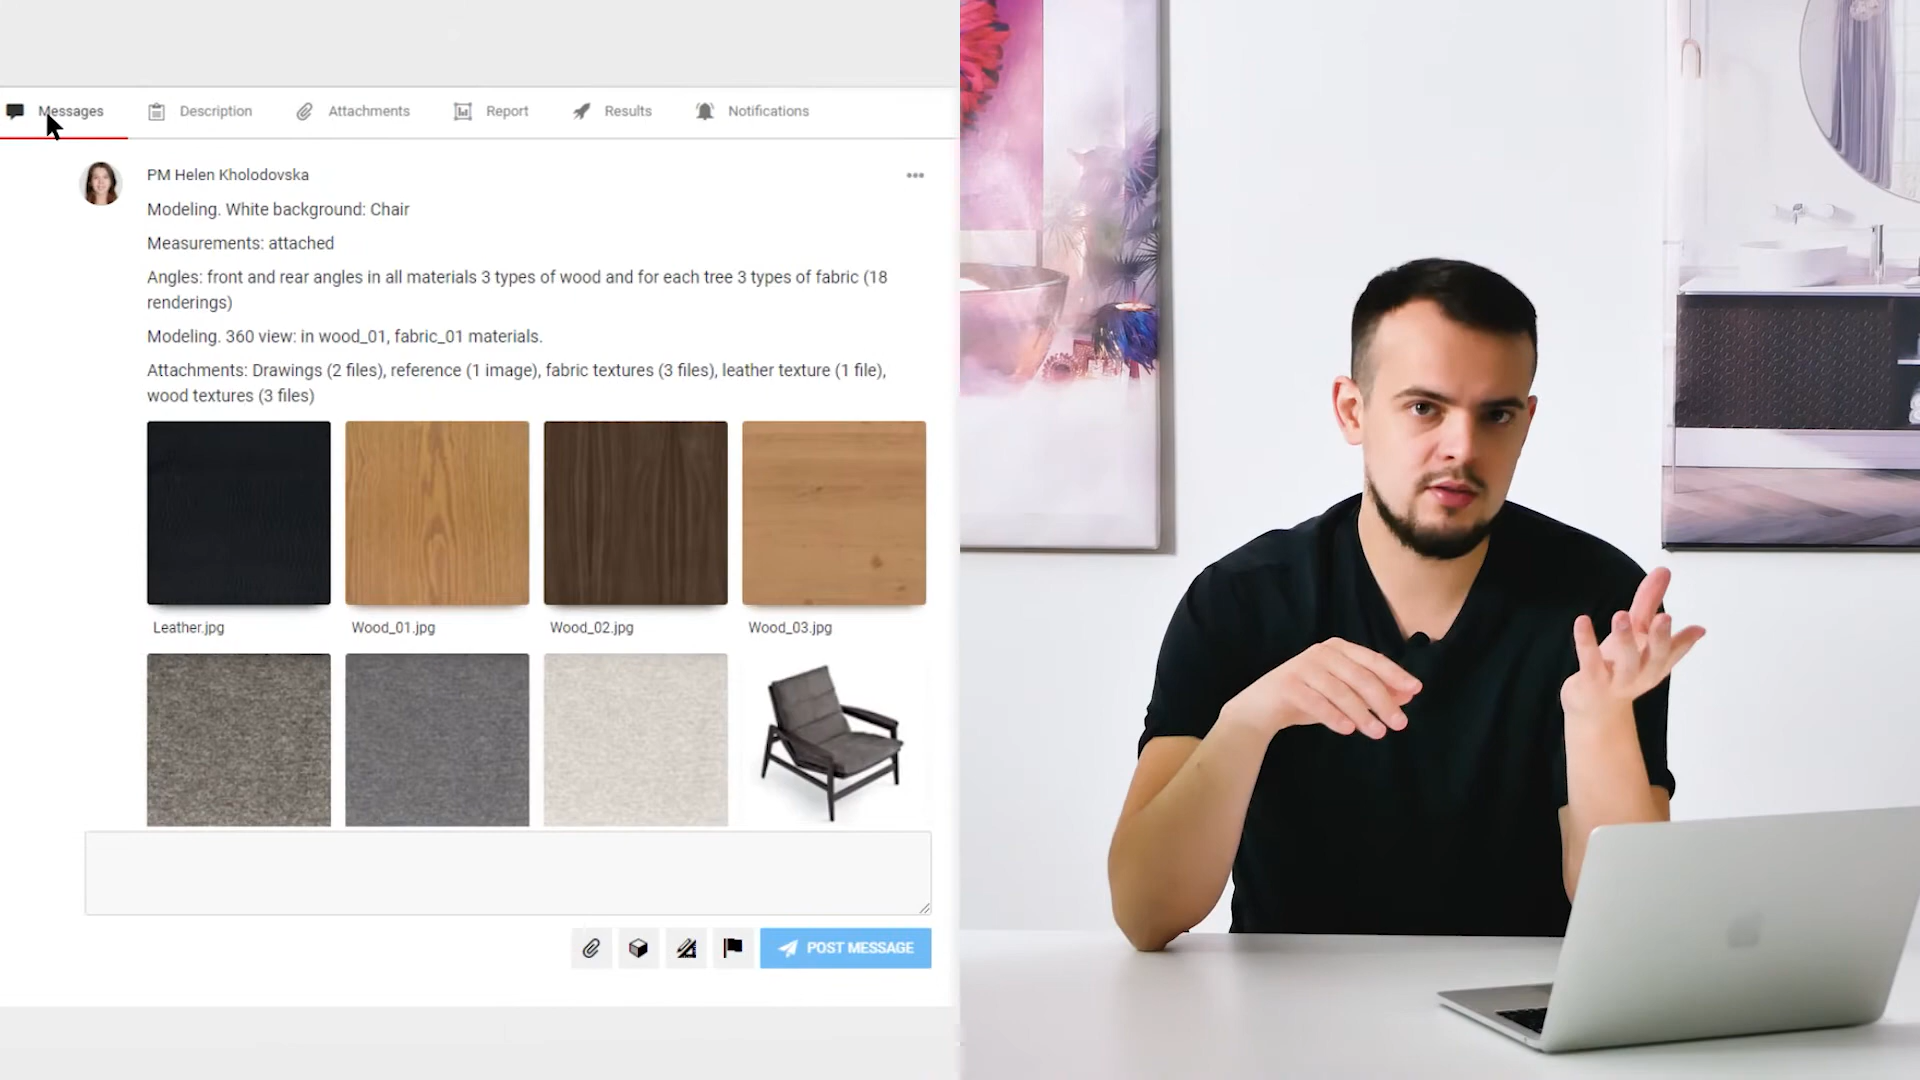 Messages
Description
Attachments
Report
Results
Notifications
PM Helen Kholodovska
Modeling. White background: Chair
Measurements: attached
Angles: front and rear angles in all materials 3 types of wood and for each tree 3 types of fabric (18
renderings)
Modeling. 360 view: in wood_01, fabric_01 materials.
Attachments: Drawings (2 files), reference (1 image), fabric textures (3 files), leather texture (1 file),
wood textures (3 files)
Leather.jpg
Wood_01.jpg
Wood_02.jpg
Wood_03.jpg
POST MESSAGE